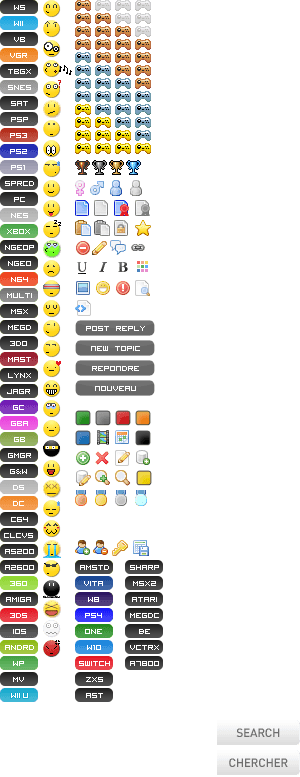 WS
WII
VB
VGR
TBGX
SNES
SAT
PSP
PS3
PS2
PS1
SPRCD
PC
NES
XBOX
NGEOP
NGEO
N64
MULTI
MSX
MEGD
3DO
MAST
LYNX
JAGR
GC
GBA
GB
GMGR
G&W
DS
DC
C64
CLCVS
A5200
A2600
360
AMIGA
3DS
IOS
ANDRD
WP
MV
WII U
?
zZ
U I B
POST REPLY
NEW TOPIC
REPONDRE
NOUVEAU
AMSTD SHARP
VITA MSX2
W8 ATARI
PS4 MEGDC
ONE BE
W10 VCTRX
SWITCH A7800
ZXS
AST
SEARCH
CHERCHER